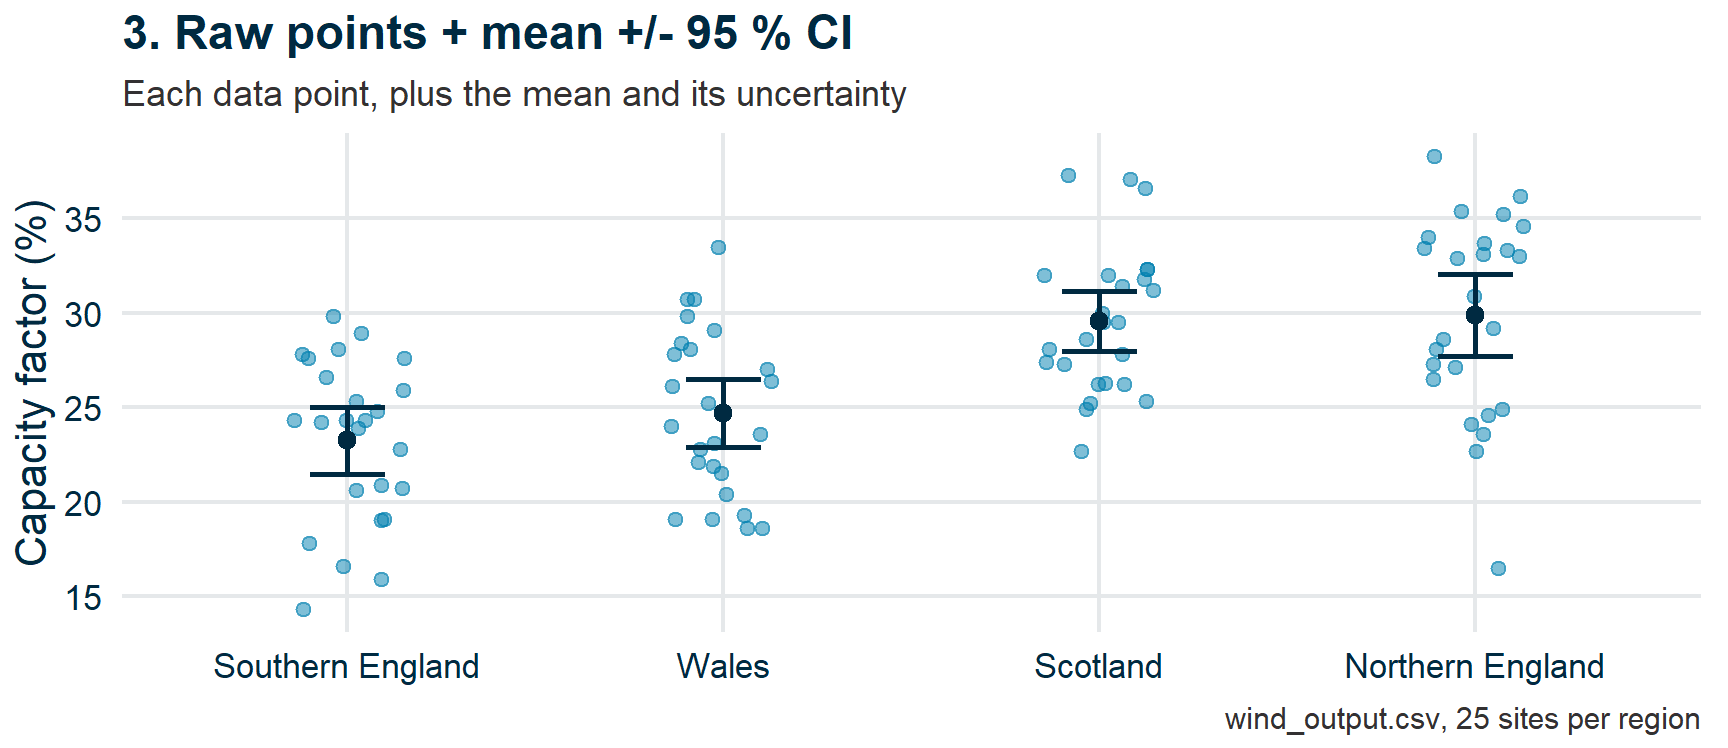 3. Raw points + mean +/- 95 % CI
Each data point, plus the mean and its uncertainty
Capacity factor (%)
35
30
25
20
15
Southern England Wales Scotland Northern England
wind_output.csv, 25 sites per region